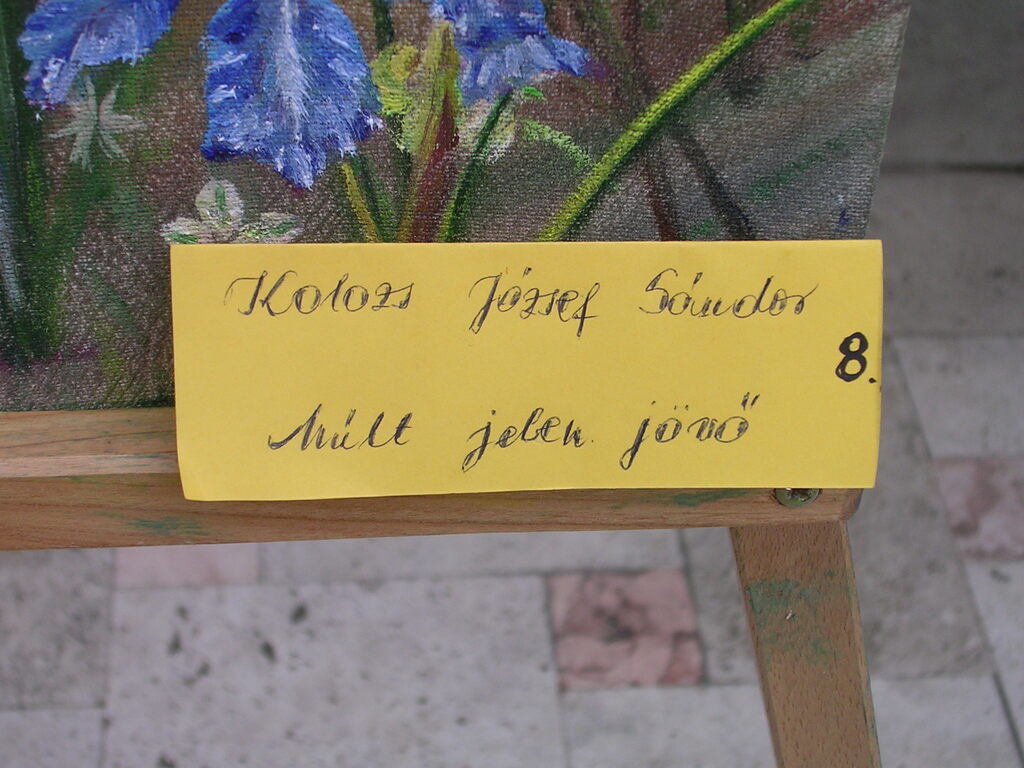 Kolozs József Sándor
8.
Múlt jelen jövő